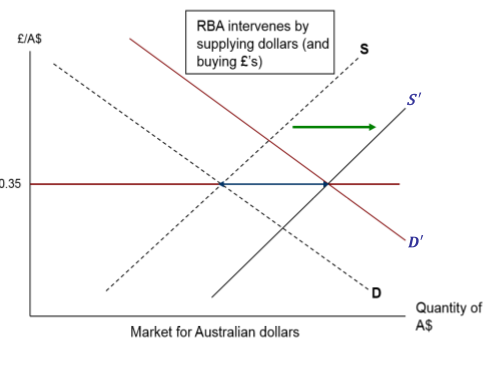 RBA intervenes by
supplying dollars (and
buying £'s)
£/A$
S
S'
0.35
D'
D
Quantity of
A$
Market for Australian dollars